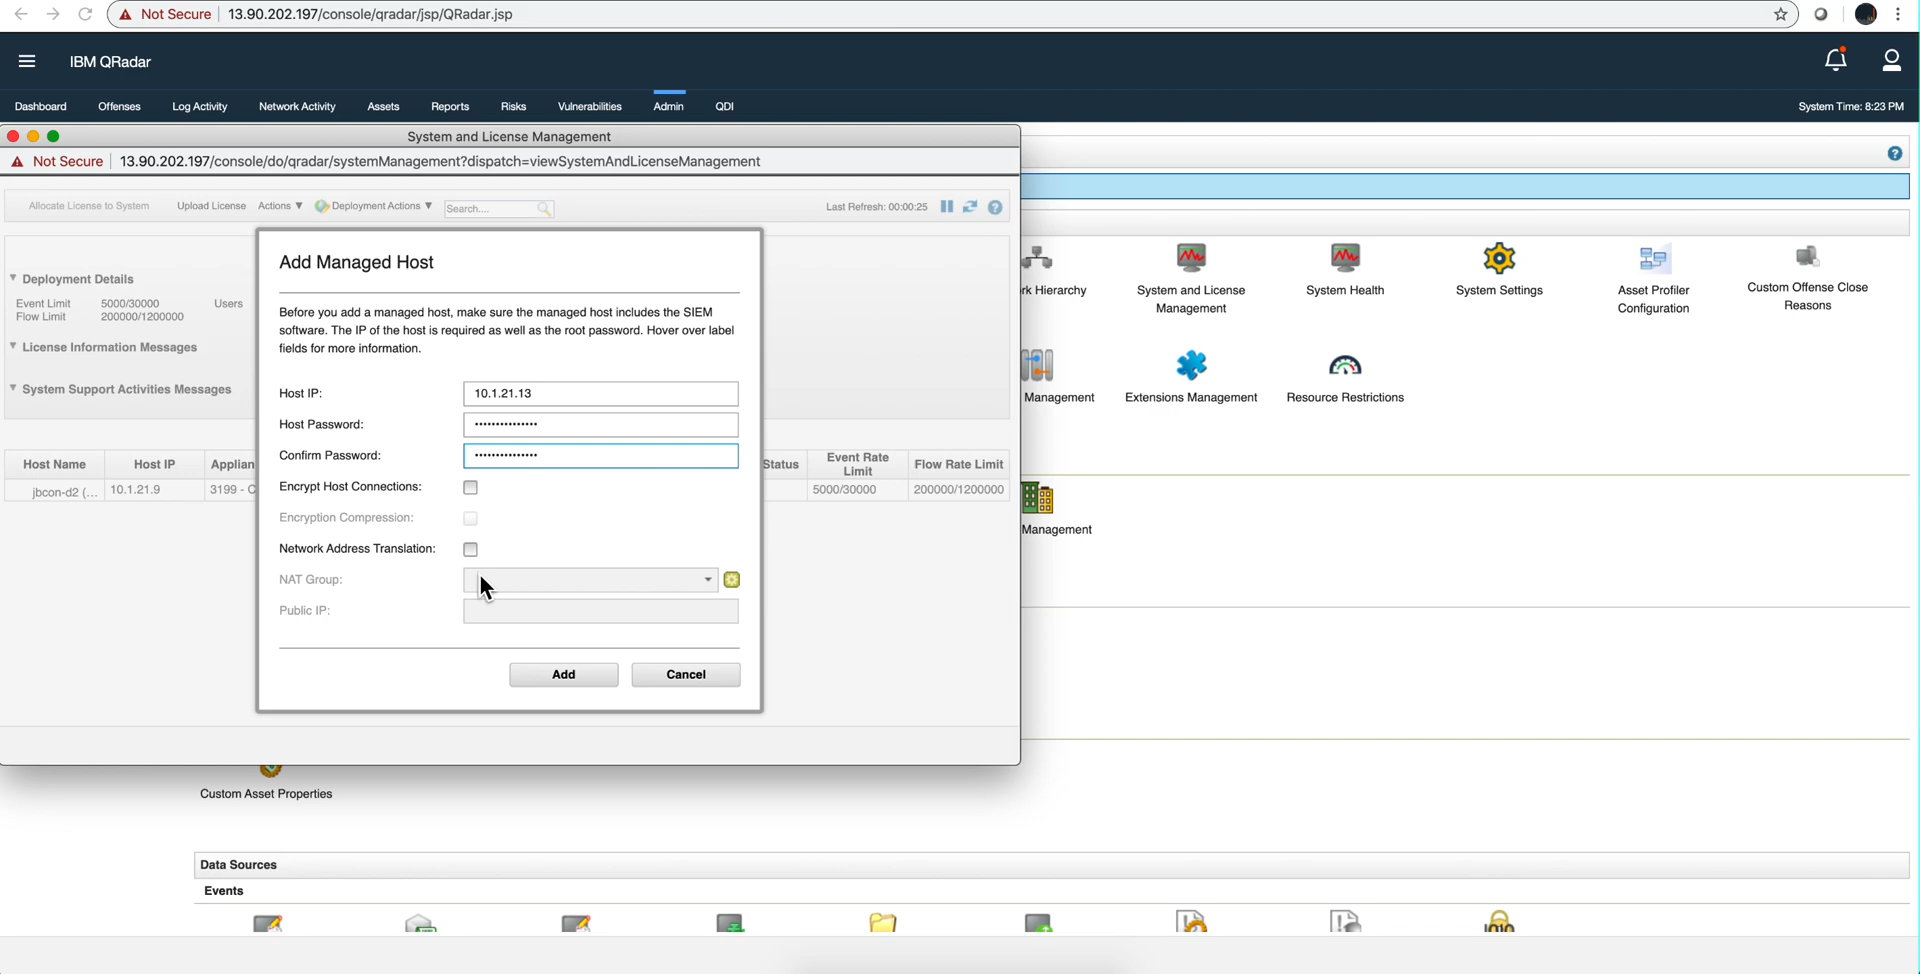 Not Secure 13.90.202.197/console/qradar/jsp/QRadar.jsp
IBM QRadar
Dashboard Offenses Log Activity Network Activity Assets Reports Risks Vulnerabilities Admin QDI System Time: 8:23 PM
System and License Management
Not Secure 13.90.202.197/console/do/qradar/systemManagement?dispatch=viewSystemAndLicenseManagement
Allocate License to System Upload License Actions ▼ Deployment Actions ▼ Search.... Last Refresh: 00:00:25
Deployment Details
Event Limit 5000/30000 Users
Flow Limit 200000/1200000
License Information Messages
System Support Activities Messages
Host Name Host IP Applian Status Event Rate Limit Flow Rate Limit
jbcon-d2 (... 10.1.21.9 3199 - C 5000/30000 200000/1200000
Add Managed Host
Before you add a managed host, make sure the managed host includes the SIEM
software. The IP of the host is required as well as the root password. Hover over label
fields for more information.
Host IP: 10.1.21.13
Host Password: •••••••••••••••
Confirm Password: •••••••••••••••
Encrypt Host Connections:
Encryption Compression:
Network Address Translation:
NAT Group:
Public IP:
Add Cancel
rk Hierarchy
System and License
Management
System Health
System Settings
Asset Profiler
Configuration
Custom Offense Close
Reasons
Management
Extensions Management
Resource Restrictions
Management
Custom Asset Properties
Data Sources
Events